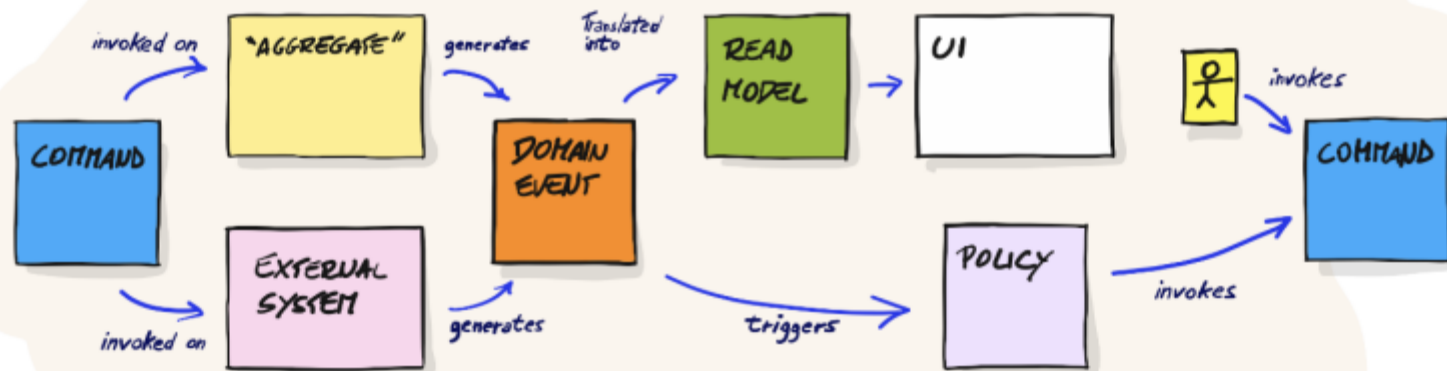 invoked on
"AGGREGATE"
generates
Translated
into
READ
MODEL
UI
invokes
COMMAND
DOMAIN
EVENT
COMMAND
EXTERNAL
SYSTEM
POLICY
invoked on
generates
triggers
invokes